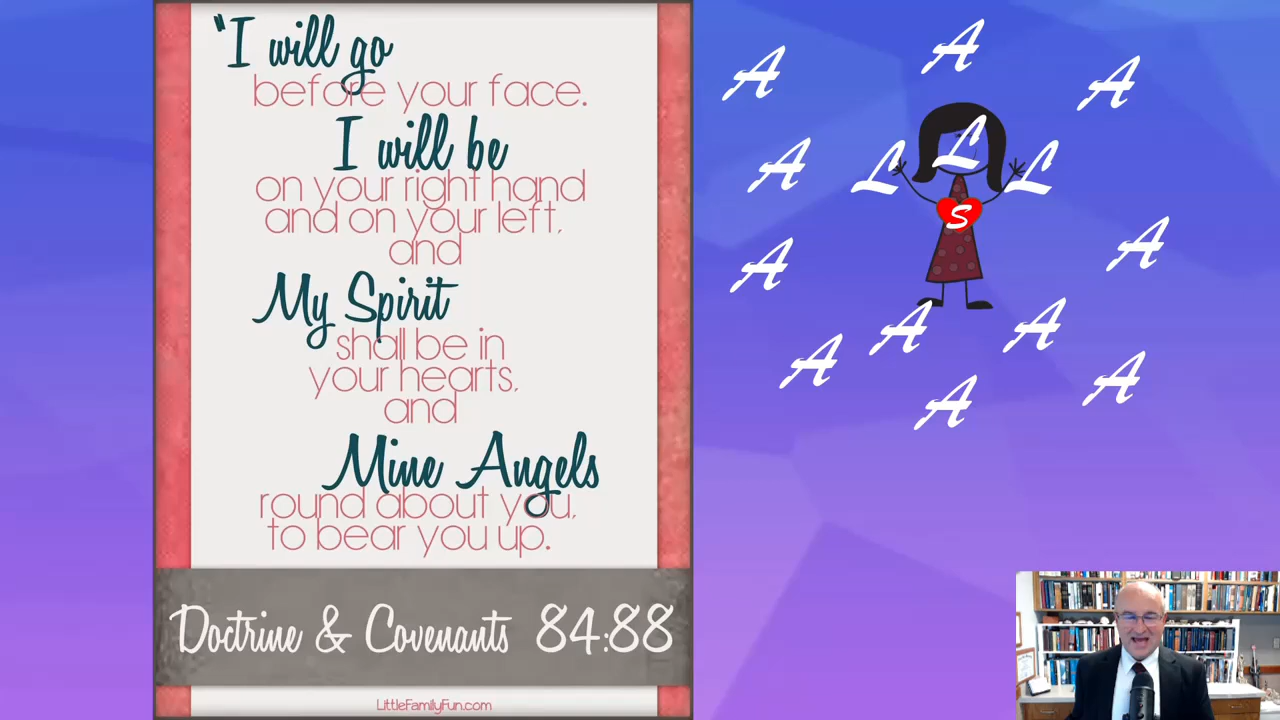 "I will go
before your face.
I will be
on your right hand
and on your left,
and
My Spirit
shall be in
your hearts,
and
Mine Angels
round about you,
to bear you up.
Doctrine & Covenants 84:88
LittleFamilyFun.com
A
A
A
A
L
L
L
S
A
A
A
A
A
A
A
A